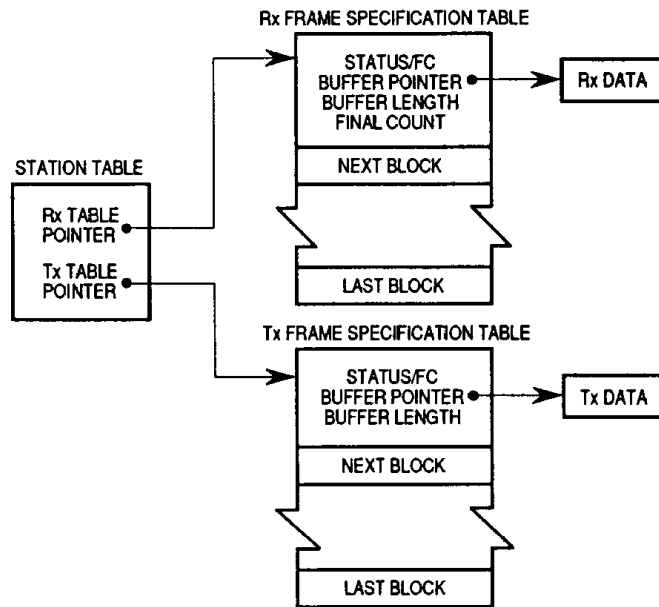 Rx FRAME SPECIFICATION TABLE
STATUS/FC
BUFFER POINTER
BUFFER LENGTH
FINAL COUNT
Rx DATA
NEXT BLOCK
LAST BLOCK
STATION TABLE
Rx TABLE
POINTER
Tx TABLE
POINTER
Tx FRAME SPECIFICATION TABLE
STATUS/FC
BUFFER POINTER
BUFFER LENGTH
Tx DATA
NEXT BLOCK
LAST BLOCK